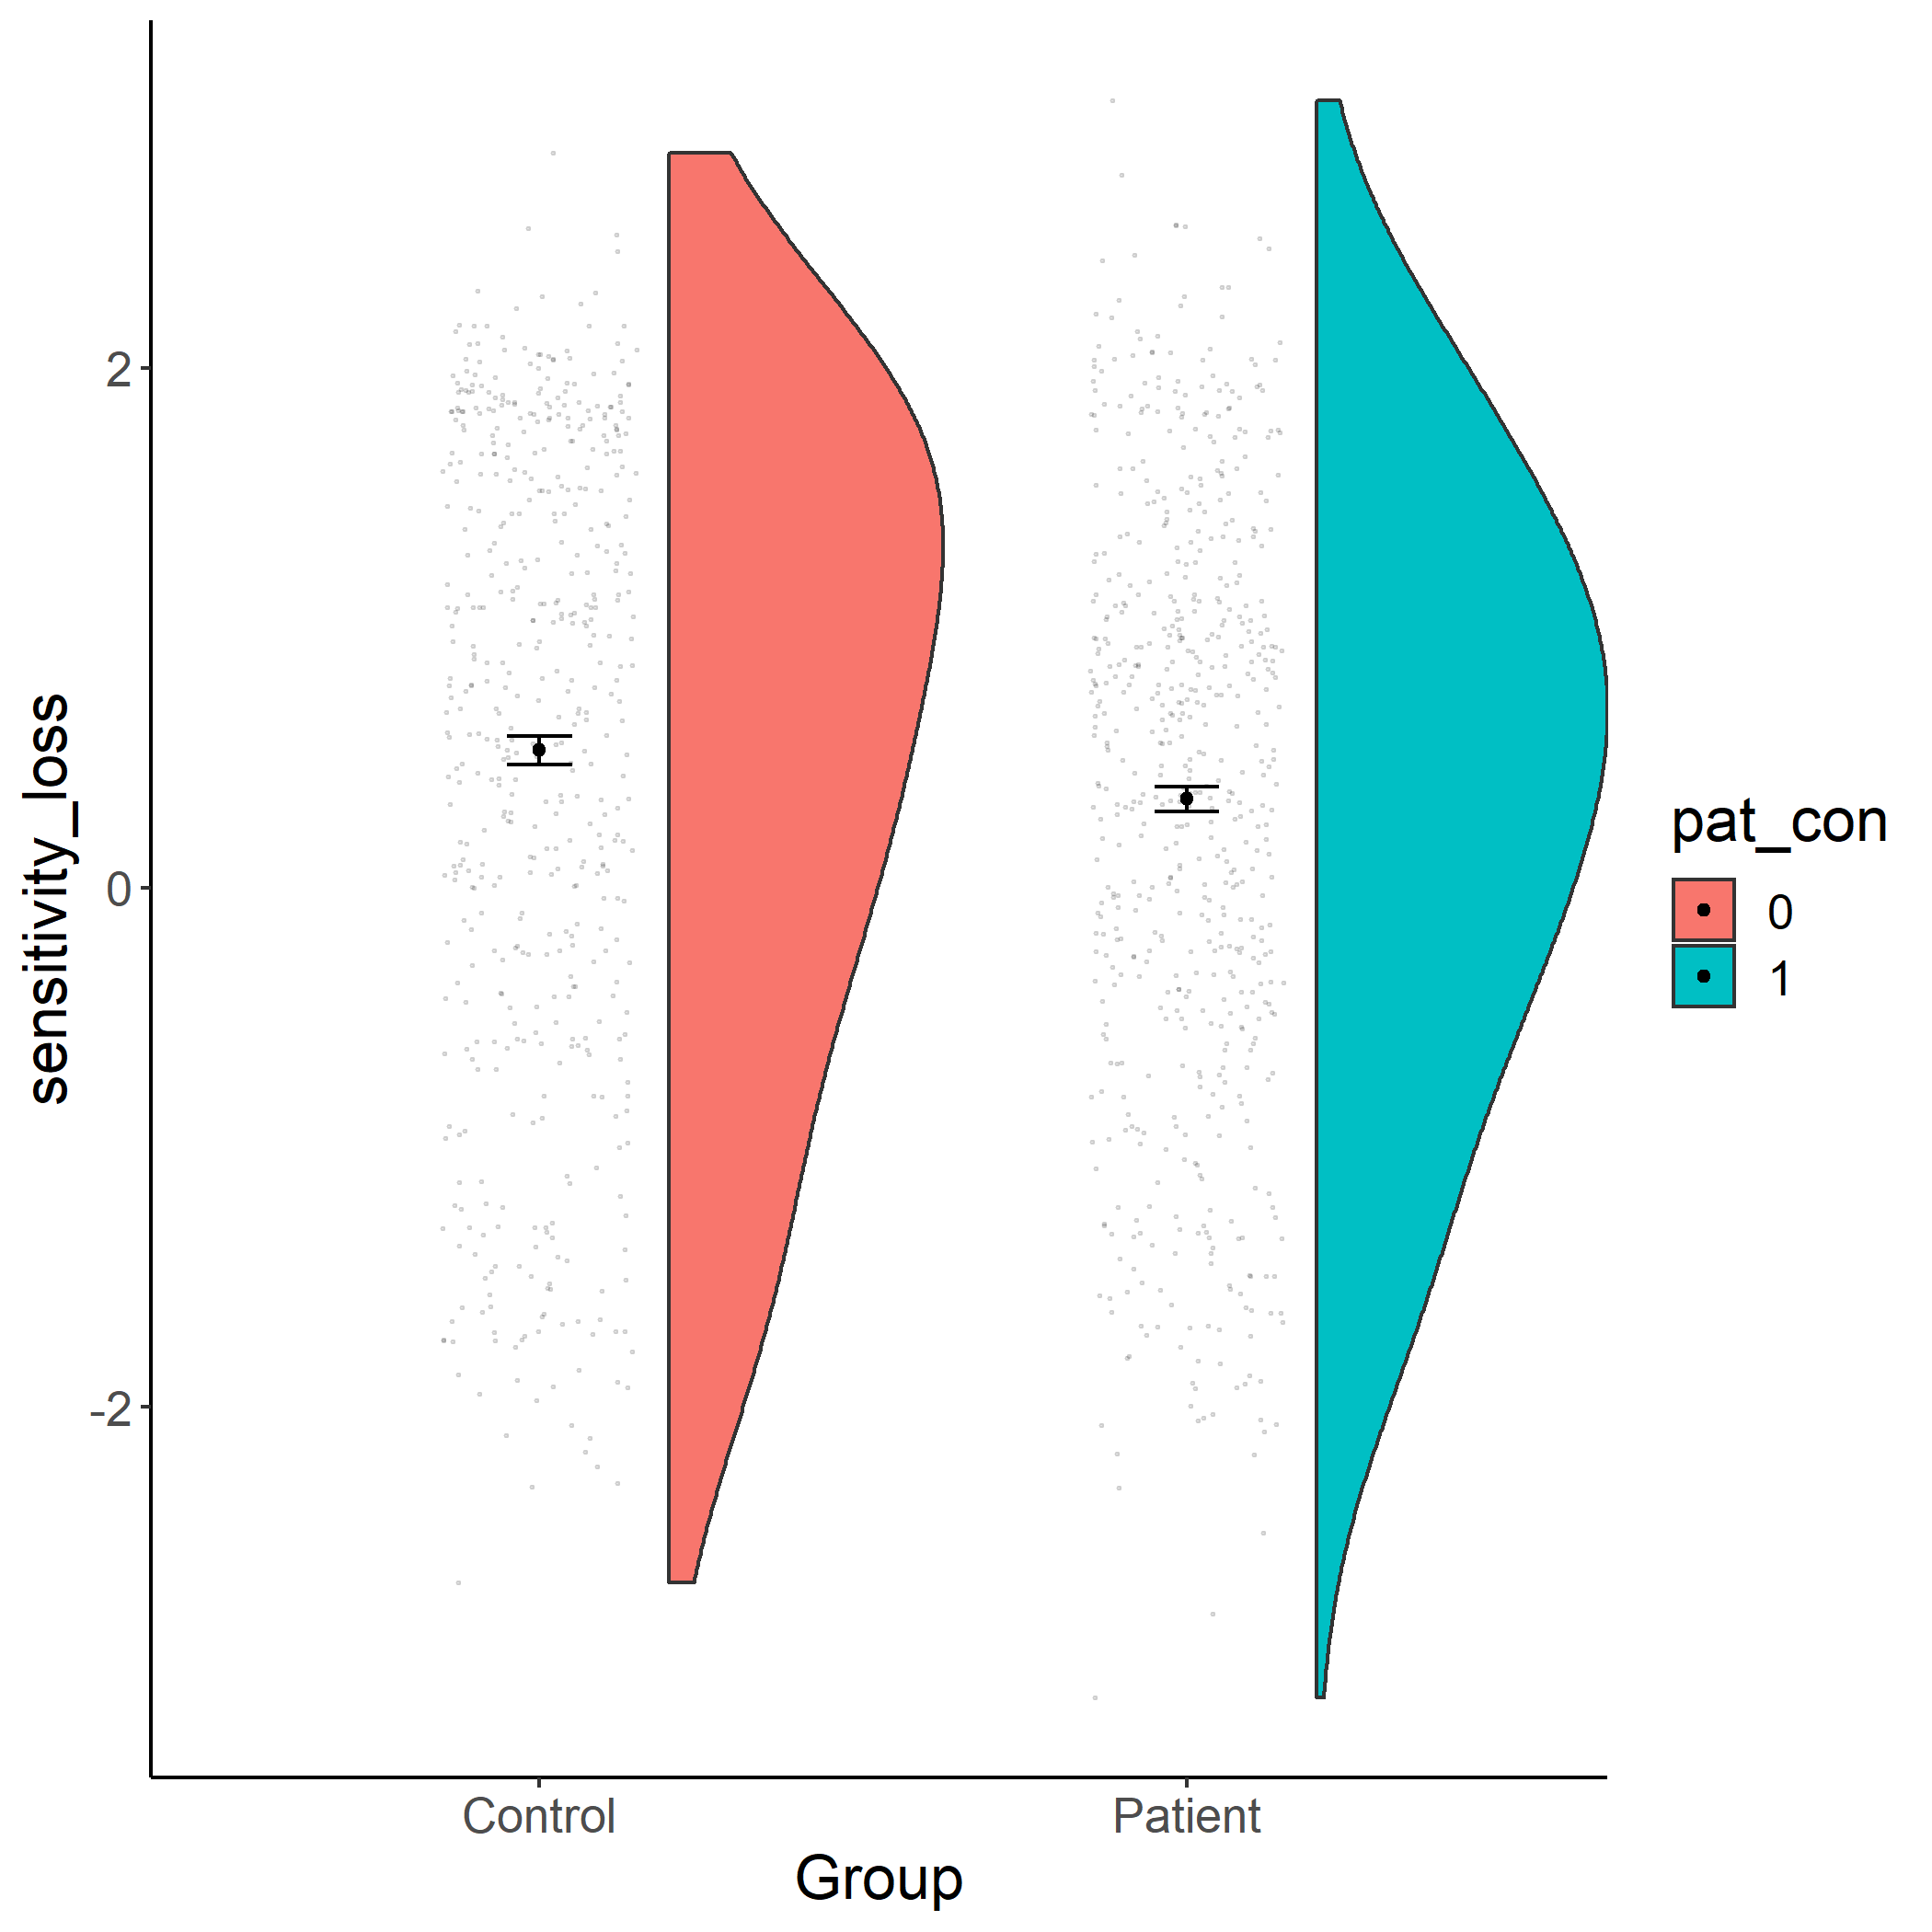 sensitivity_loss
2
0
-2
Control
Patient
Group
pat_con
0
1